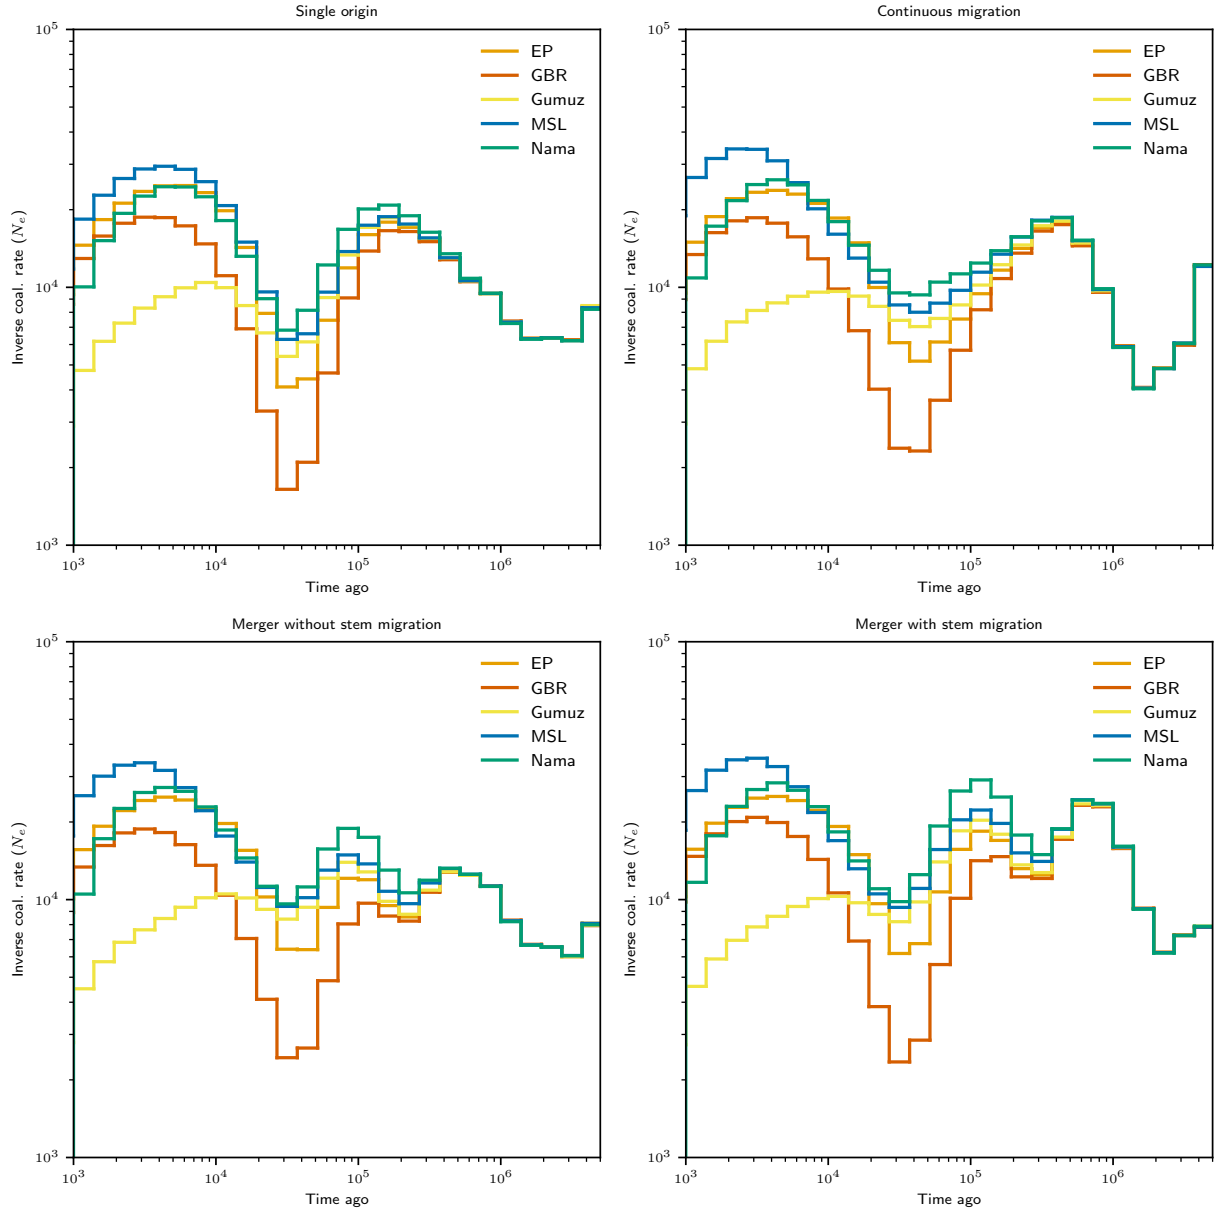 Single origin
10^5
10^4
10^3
Inverse coal. rate (N_e)
EP
GBR
Gumuz
MSL
Nama
10^3
10^4
10^5
10^6
Time ago
Continuous migration
10^5
10^4
10^3
Inverse coal. rate (N_e)
EP
GBR
Gumuz
MSL
Nama
10^3
10^4
10^5
10^6
Time ago
Merger without stem migration
10^5
10^4
10^3
Inverse coal. rate (N_e)
EP
GBR
Gumuz
MSL
Nama
10^3
10^4
10^5
10^6
Time ago
Merger with stem migration
10^5
10^4
10^3
Inverse coal. rate (N_e)
EP
GBR
Gumuz
MSL
Nama
10^3
10^4
10^5
10^6
Time ago